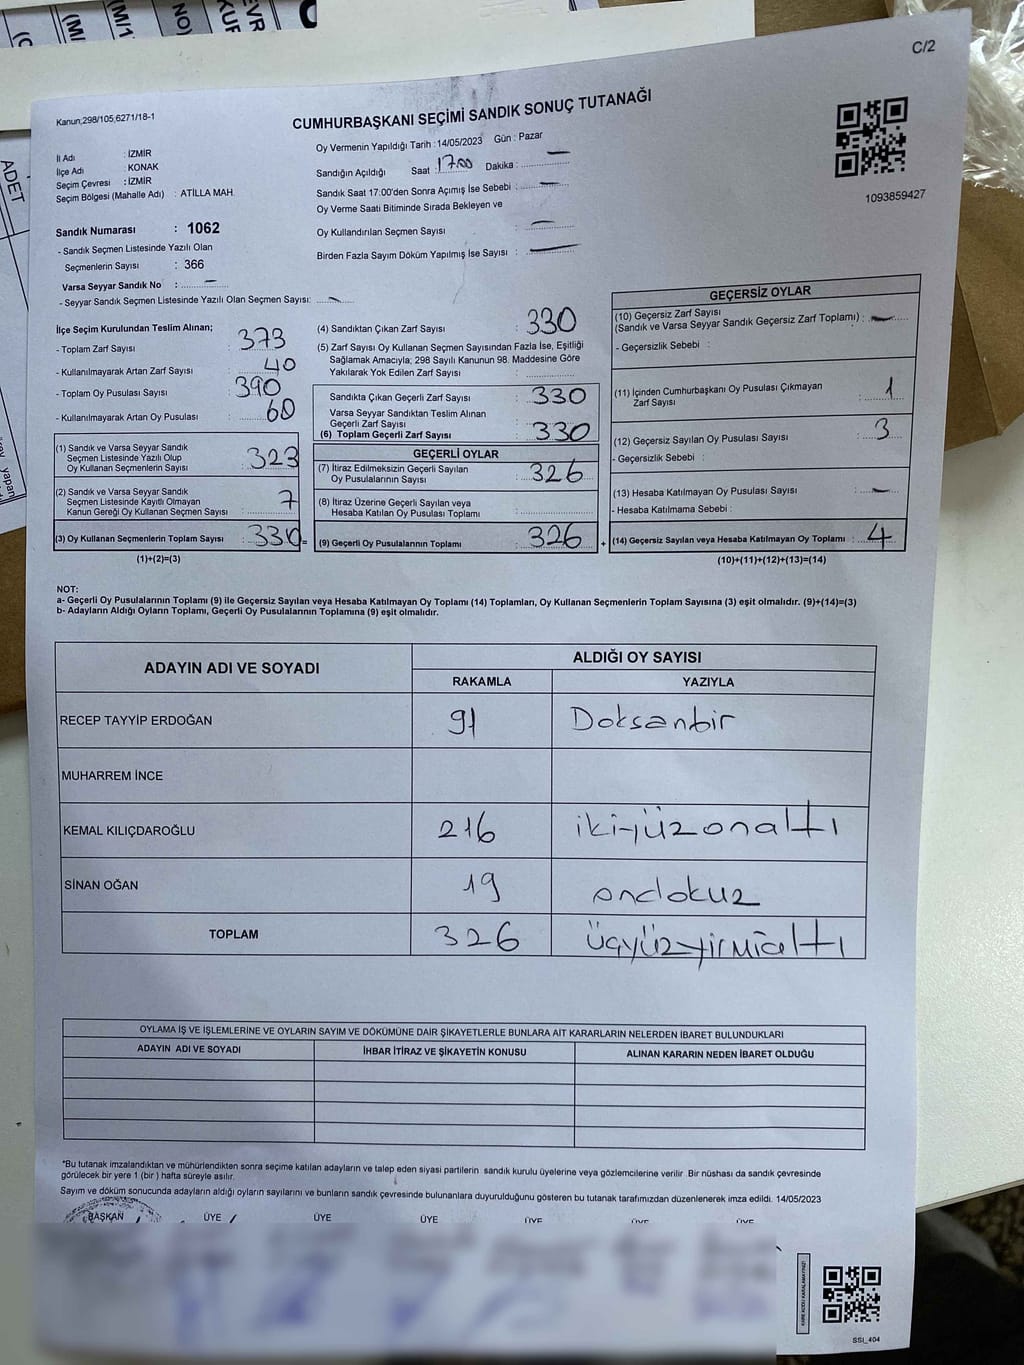 C/2
Kanun;298/105;6271/18-1
CUMHURBAŞKANI SEÇİMİ SANDIK SONUÇ TUTANAĞI
İl Adı : İZMİR
İlçe Adı : KONAK
Seçim Çevresi : İZMİR
Seçim Bölgesi (Mahalle Adı) : ATİLLA MAH.
Sandık Numarası : 1062
- Sandık Seçmen Listesinde Yazılı Olan
Seçmenlerin Sayısı : 366
Varsa Seyyar Sandık No : —
- Seyyar Sandık Seçmen Listesinde Yazılı Olan Seçmen Sayısı: —
Oy Vermenin Yapıldığı Tarih : 14/05/2023 Gün : Pazar
Sandığın Açıldığı Saat : 17.00 Dakika : —
Sandık Saat 17:00'den Sonra Açımış İse Sebebi : —
Oy Verme Saati Bitiminde Sırada Bekleyen ve
Oy Kullandırılan Seçmen Sayısı : —
Birden Fazla Sayım Döküm Yapılmış İse Sayısı : —
1093859427
İlçe Seçim Kurulundan Teslim Alınan;
- Toplam Zarf Sayısı : 373
- Kullanılmayarak Artan Zarf Sayısı : 40
- Toplam Oy Pusulası Sayısı : 390
- Kullanılmayarak Artan Oy Pusulası : 60
(1) Sandık ve Varsa Seyyar Sandık
Seçmen Listesinde Yazılı Olup
Oy Kullanan Seçmenlerin Sayısı : 323
(2) Sandık ve Varsa Seyyar Sandık
Seçmen Listesinde Kayıtlı Olmayan
Kanun Gereği Oy Kullanan Seçmen Sayısı : 7
(3) Oy Kullanan Seçmenlerin Toplam Sayısı : 330 =
(1)+(2)=(3)
(4) Sandıktan Çıkan Zarf Sayısı : 330
(5) Zarf Sayısı Oy Kullanan Seçmen Sayısından Fazla İse, Eşitliği
Sağlamak Amacıyla; 298 Sayılı Kanunun 98. Maddesine Göre
Yakılarak Yok Edilen Zarf Sayısı :
Sandıkta Çıkan Geçerli Zarf Sayısı : 330
Varsa Seyyar Sandıktan Teslim Alınan
Geçerli Zarf Sayısı :
(6) Toplam Geçerli Zarf Sayısı : 330
GEÇERLİ OYLAR
(7) İtiraz Edilmeksizin Geçerli Sayılan
Oy Pusulalarının Sayısı : 326
(8) İtiraz Üzerine Geçerli Sayılan veya
Hesaba Katılan Oy Pusulası Toplamı :
(9) Geçerli Oy Pusulalarının Toplamı : 326 +
GEÇERSİZ OYLAR
(10) Geçersiz Zarf Sayısı
(Sandık ve Varsa Seyyar Sandık Geçersiz Zarf Toplamı) : —
- Geçersizlik Sebebi :
(11) İçinden Cumhurbaşkanı Oy Pusulası Çıkmayan
Zarf Sayısı : 1
(12) Geçersiz Sayılan Oy Pusulası Sayısı : 3
- Geçersizlik Sebebi :
(13) Hesaba Katılmayan Oy Pusulası Sayısı : —
- Hesaba Katılmama Sebebi :
(14) Geçersiz Sayılan veya Hesaba Katılmayan Oy Toplamı : 4
(10)+(11)+(12)+(13)=(14)
NOT:
a- Geçerli Oy Pusulalarının Toplamı (9) ile Geçersiz Sayılan veya Hesaba Katılmayan Oy Toplamı (14) Toplamları, Oy Kullanan Seçmenlerin Toplam Sayısına (3) eşit olmalıdır. (9)+(14)=(3)
b- Adayların Aldığı Oyların Toplamı, Geçerli Oy Pusulalarının Toplamına (9) eşit olmalıdır.
ADAYIN ADI VE SOYADI
ALDIĞI OY SAYISI
RAKAMLA YAZIYLA
RECEP TAYYİP ERDOĞAN 91 Doksanbir
MUHARREM İNCE
KEMAL KILIÇDAROĞLU 216 ikiyüzonaltı
SİNAN OĞAN 19 ondokuz
TOPLAM 326 üçyüzyirmialtı
OYLAMA İŞ VE İŞLEMLERİNE VE OYLARIN SAYIM VE DÖKÜMÜNE DAİR ŞİKAYETLERLE BUNLARA AİT KARARLARIN NELERDEN İBARET BULUNDUKLARI
ADAYIN ADI VE SOYADI İHBAR İTİRAZ VE ŞİKAYETİN KONUSU ALINAN KARARIN NEDEN İBARET OLDUĞU
*Bu tutanak imzalandıktan ve mühürlendikten sonra seçime katılan adayların ve talep eden siyasi partilerin sandık kurulu üyelerine veya gözlemcilerine verilir .Bir nüshası da sandık çevresinde
görülecek bir yere 1 (bir ) hafta süreyle asılır.
Sayım ve döküm sonucunda adayların aldığı oyların sayılarını ve bunların sandık çevresinde bulunanlara duyurulduğunu gösteren bu tutanak tarafımızdan düzenlenerek imza edildi. 14/05/2023
BAŞKAN ÜYE ÜYE ÜYE ÜYE ÜYE ÜYE
KARE KODU KARALAMAYINIZ!
SSI_404
ADET